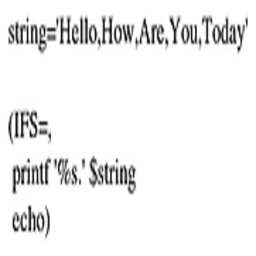 string='Hello,How,Are,You,Today'
(IFS=,
printf '%s.' $string
echo)